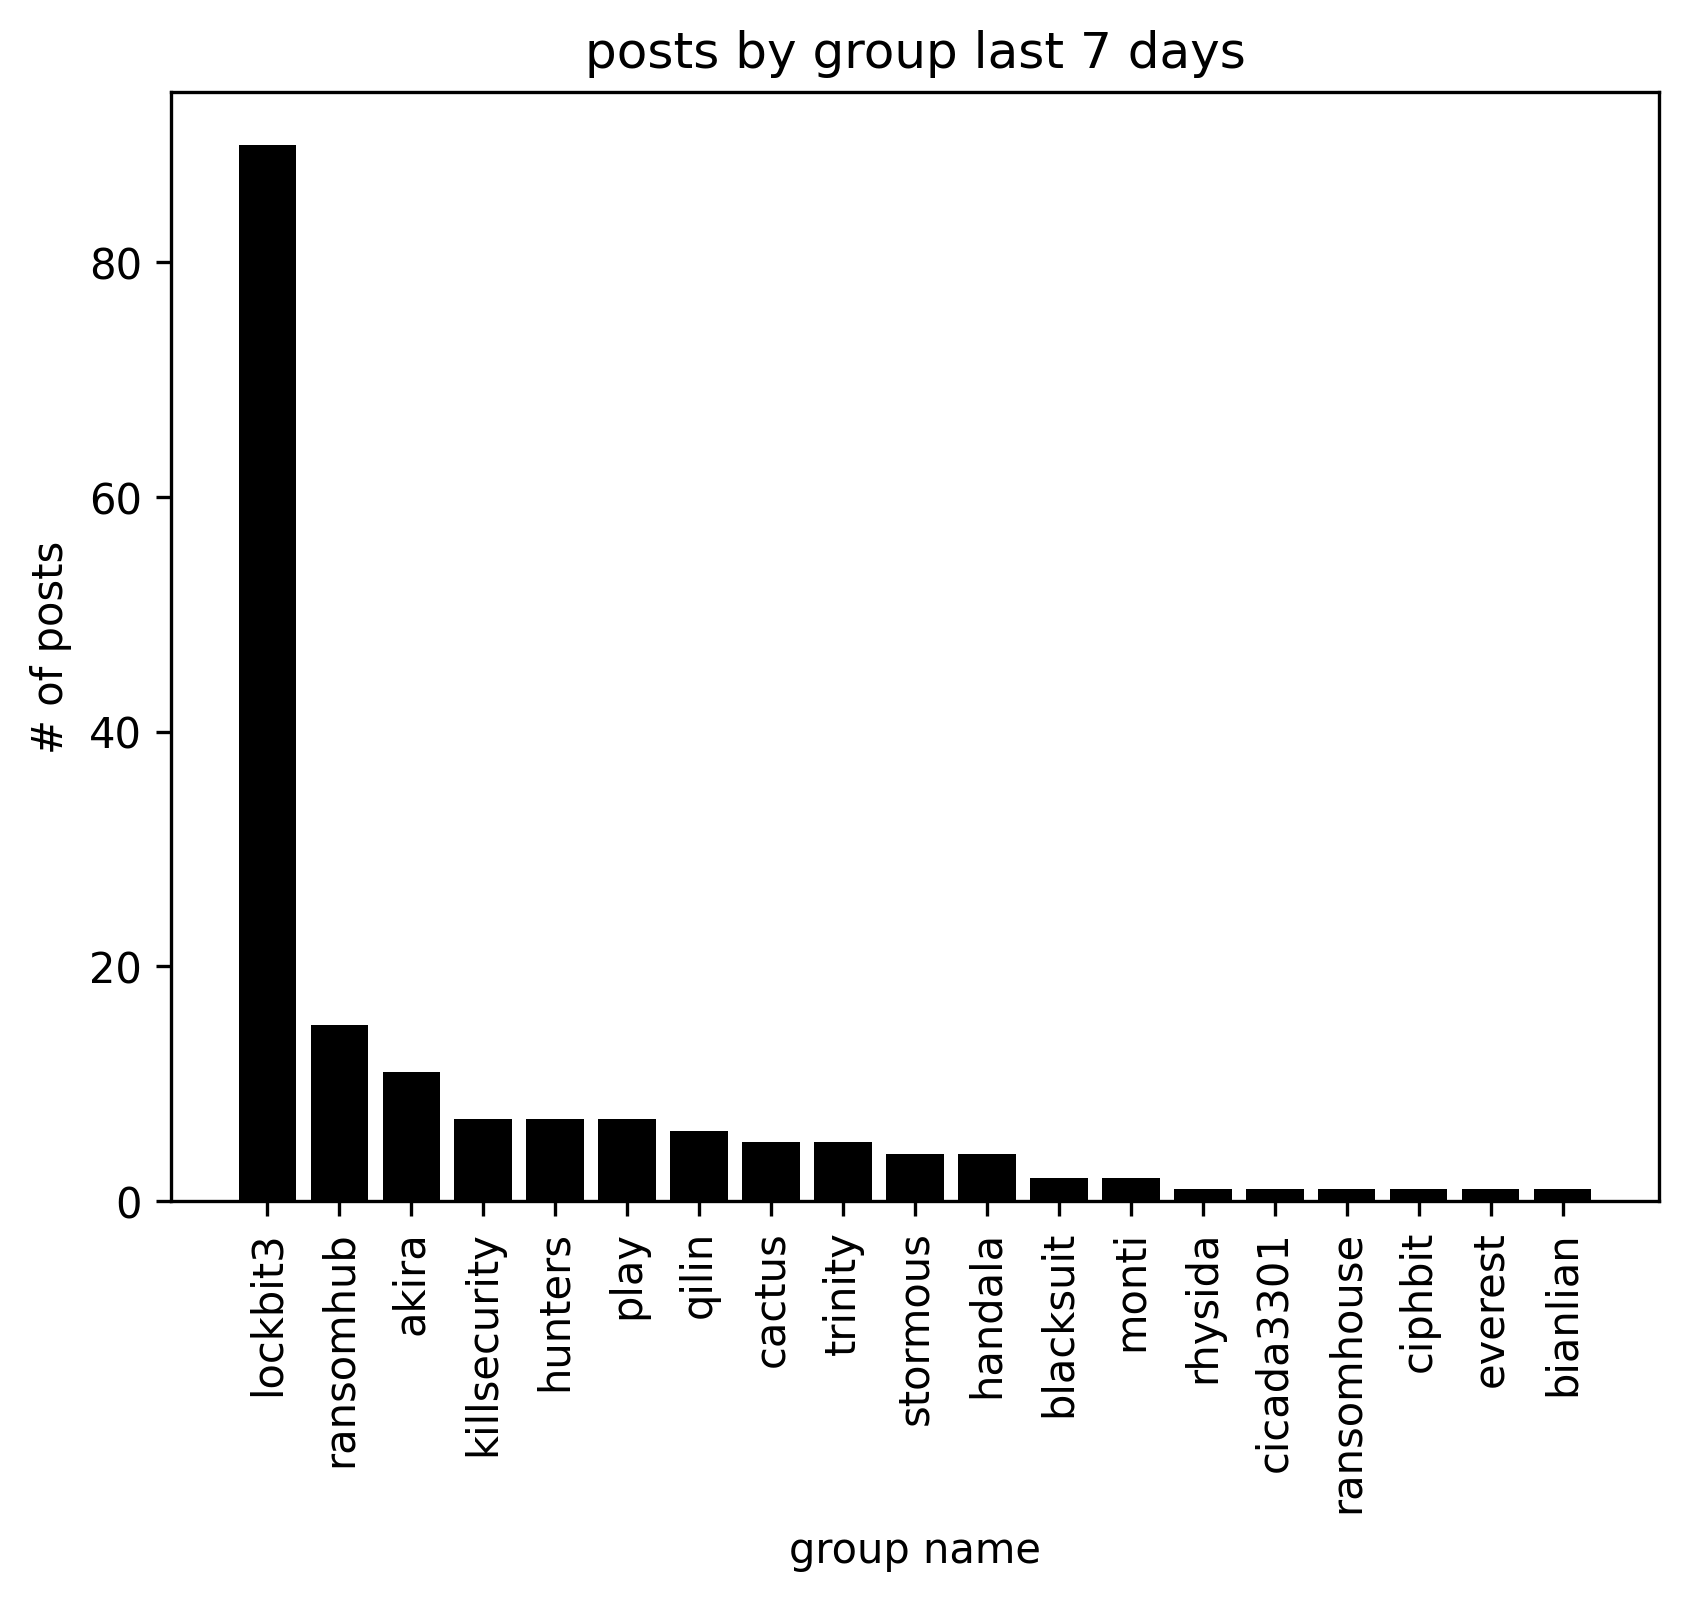 posts by group last 7 days
# of posts
80
60
40
20
0
lockbit3
ransomhub
akira
killsecurity
hunters
play
qilin
cactus
trinity
stormous
handala
blacksuit
monti
rhysida
cicada3301
ransomhouse
ciphbit
everest
bianlian
group name